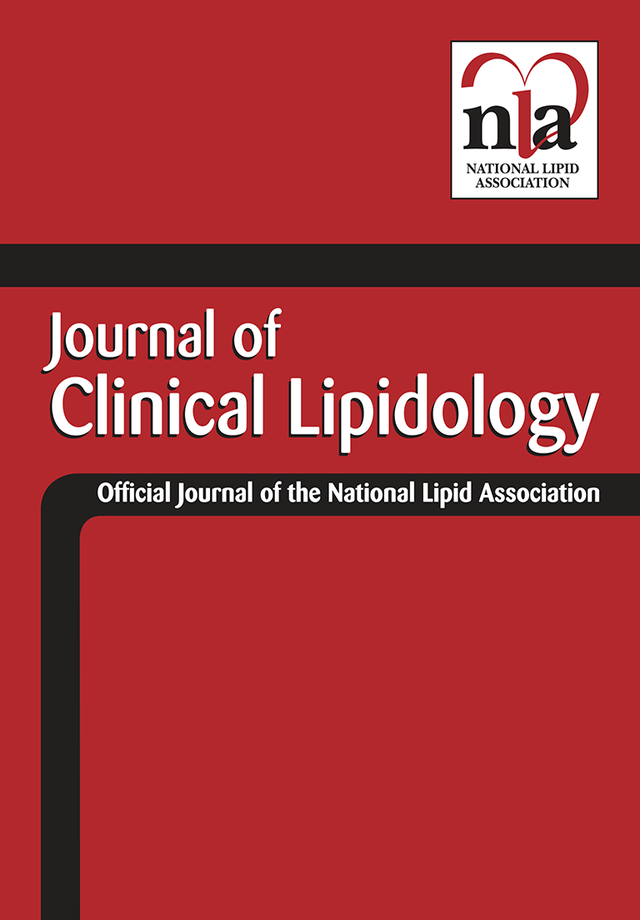 nla
NATIONAL LIPID
ASSOCIATION
Journal of
Clinical Lipidology
Official Journal of the National Lipid Association